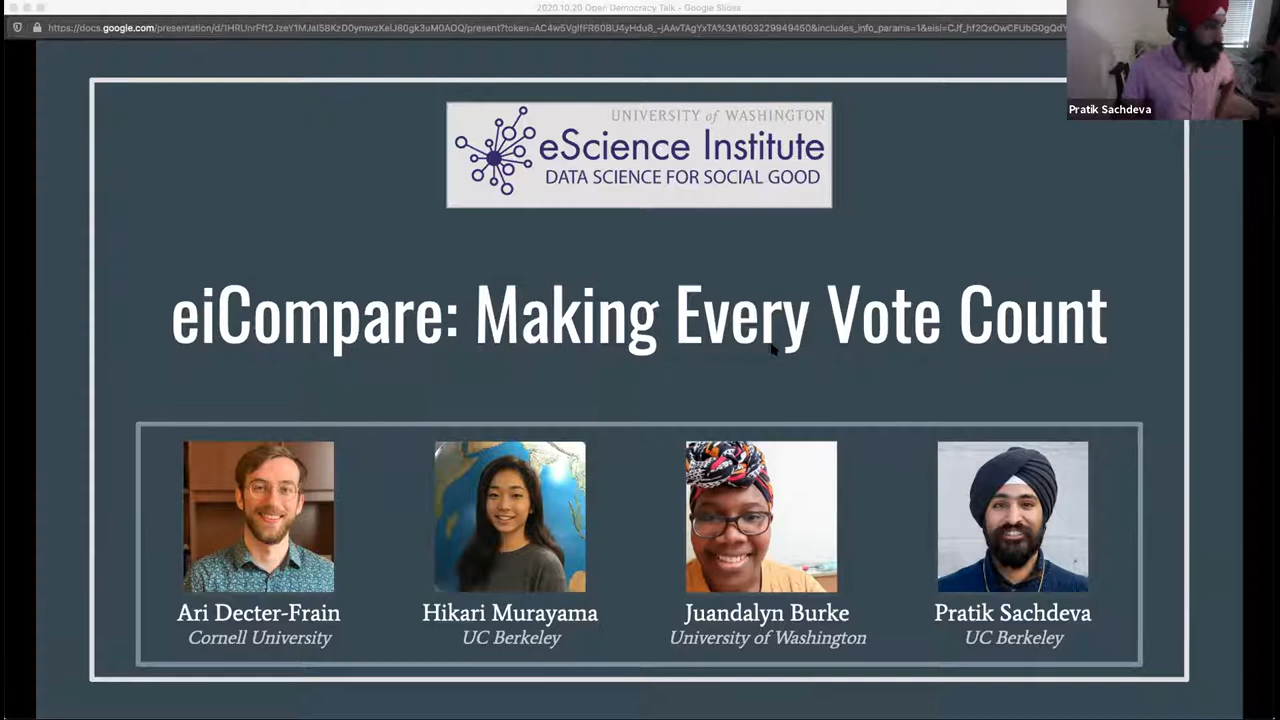 2020.10.20 Open Democracy Talk - Google Slides
Pratik Sachdeva
UNIVERSITY of WASHINGTON
eScience Institute
DATA SCIENCE FOR SOCIAL GOOD
eiCompare: Making Every Vote Count
Ari Decter-Frain
Cornell University
Hikari Murayama
UC Berkeley
Juandalyn Burke
University of Washington
Pratik Sachdeva
UC Berkeley